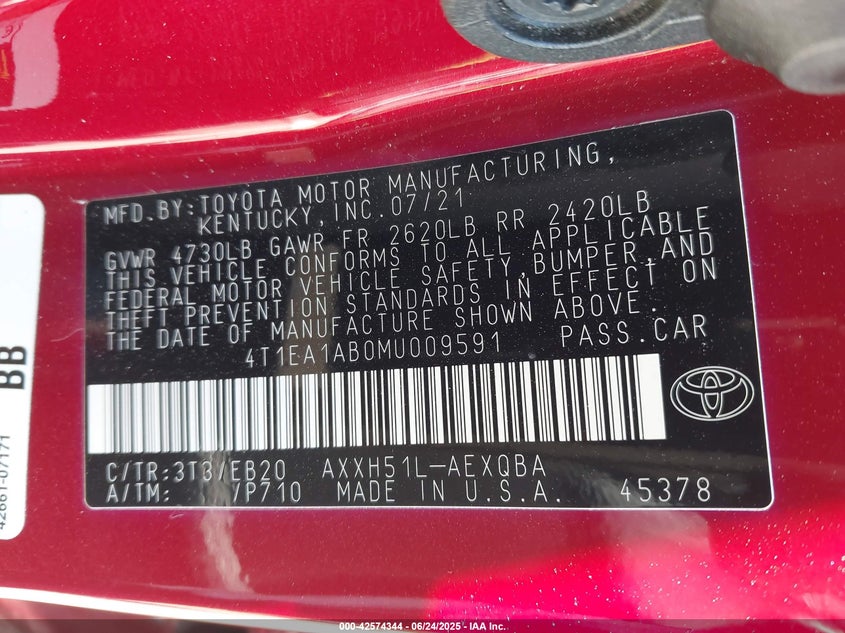 MFD. BY: TOYOTA MOTOR MANUFACTURING,
KENTUCKY, INC. 07/21
GVWR 4730LB GAWR FR 2620LB RR 2420LB
THIS VEHICLE CONFORMS TO ALL APPLICABLE
FEDERAL MOTOR VEHICLE SAFETY, BUMPER, AND
THEFT PREVENTION STANDARDS IN EFFECT ON
THE DATE OF MANUFACTURE SHOWN ABOVE.
4T1EA1AB0MU009591 PASS. CAR
C/TR: 3T3/EB20 AXXH51L-AEXQBA
A/TM: /P710 MADE IN U.S.A. 45378
BB
42661-07171
000-42574344 - 06/24/2025 - IAA Inc.